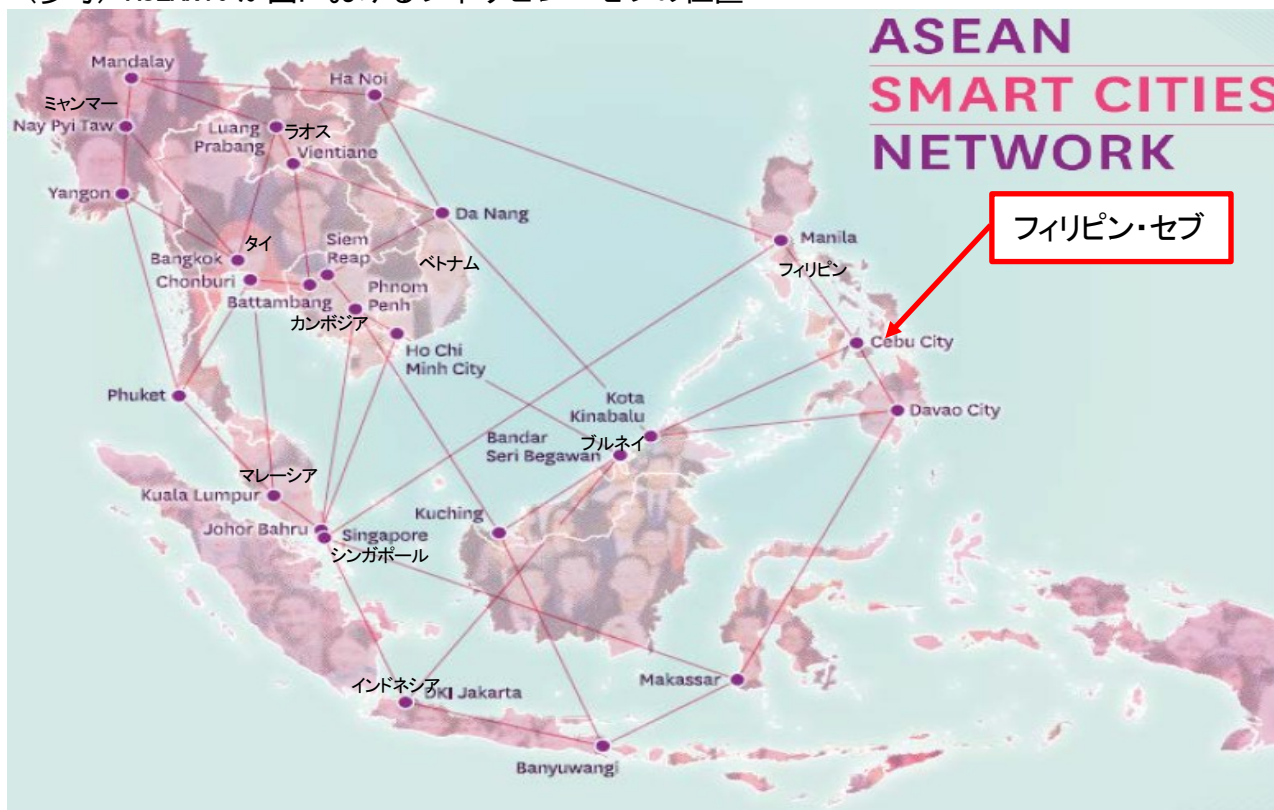 ASEAN
SMART CITIES
NETWORK
Mandalay
Ha Noi
ミャンマー
Nay Pyi Taw
Luang
Prabang
ラオス
Vientiane
Yangon
Da Nang
Manila
フィリピン・セブ
タイ
Bangkok
Siem
Reap
ベトナム
フィリピン
Chonburi
Battambang
Phnom
Penh
カンボジア
Ho Chi
Minh City
Cebu City
Phuket
Kota
Kinabalu
Davao City
Bandar
Seri Begawan
ブルネイ
マレーシア
Kuala Lumpur
Johor Bahru
Singapore
シンガポール
Kuching
Makassar
インドネシア
DKI Jakarta
Banyuwangi